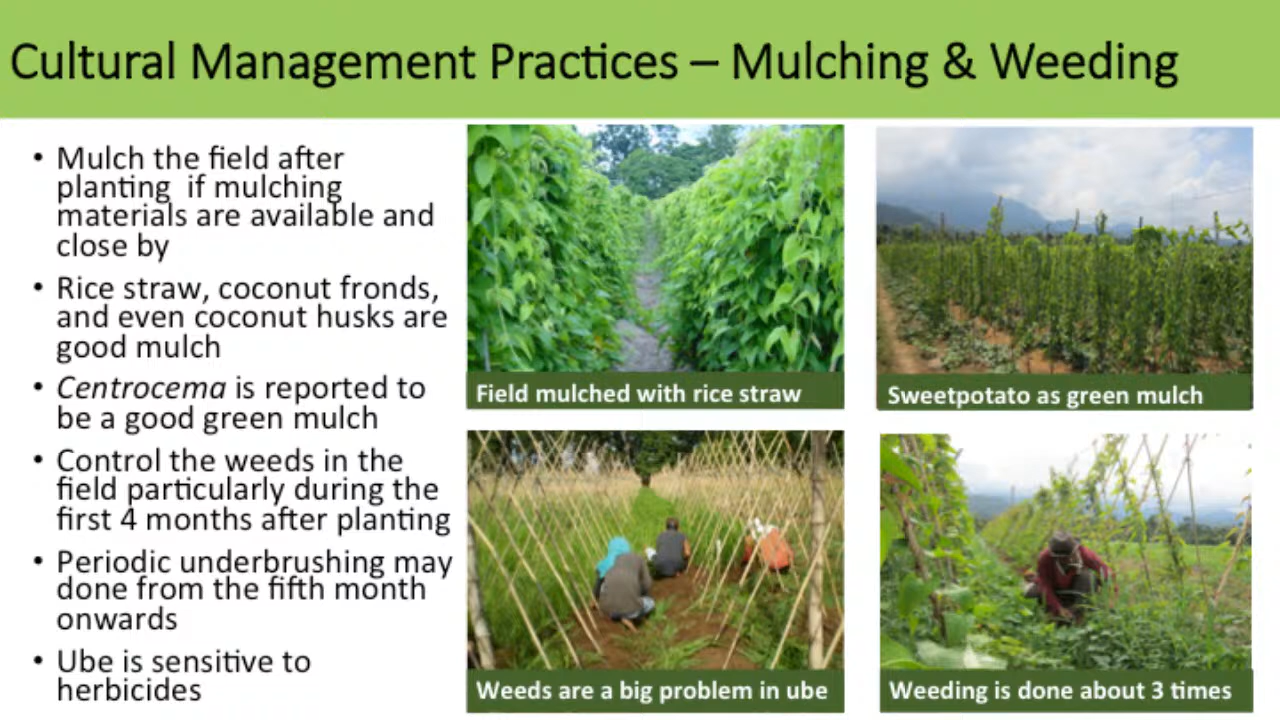 Cultural Management Practices – Mulching & Weeding
• Mulch the field after
planting if mulching
materials are available and
close by
• Rice straw, coconut fronds,
and even coconut husks are
good mulch
• Centrocema is reported to
be a good green mulch
• Control the weeds in the
field particularly during the
first 4 months after planting
• Periodic underbrushing may
done from the fifth month
onwards
• Ube is sensitive to
herbicides
Field mulched with rice straw
Sweetpotato as green mulch
Weeds are a big problem in ube
Weeding is done about 3 times